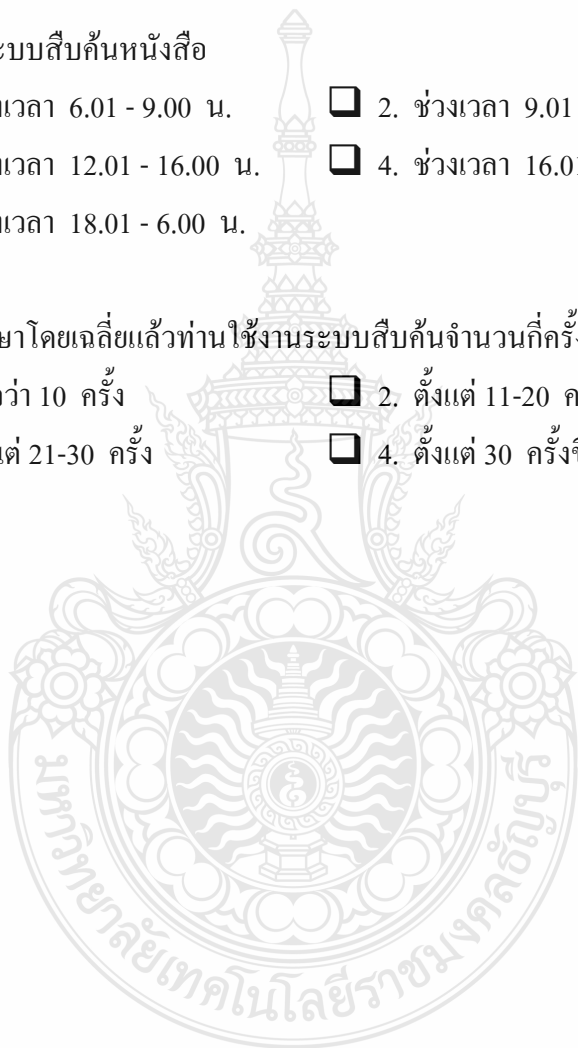 ะบบสืบค้นหนังสือ
งเวลา 6.01 - 9.00 น. ❑ 2. ช่วงเวลา 9.01
งเวลา 12.01 - 16.00 น. ❑ 4. ช่วงเวลา 16.01
งเวลา 18.01 - 6.00 น.
ษาโดยเฉลี่ยแล้วท่านใช้งานระบบสืบค้นจำนวนกี่ครั้ง
ว่า 10 ครั้ง ❑ 2. ตั้งแต่ 11-20 ค
แต่ 21-30 ครั้ง ❑ 4. ตั้งแต่ 30 ครั้งขึ
มหาวิทยาลัยเทคโนโลยีราชมงคลธัญบุรี